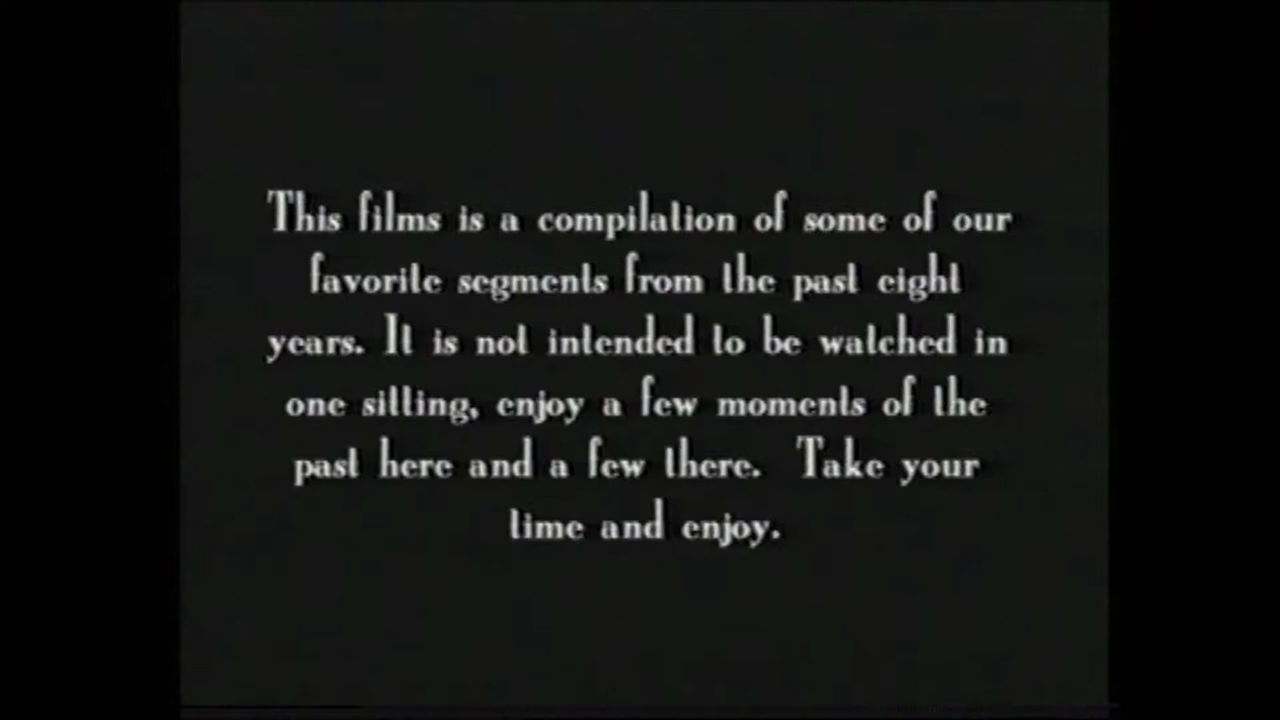 This films is a compilation of some of our
favorite segments from the past eight
years. It is not intended to be watched in
one sitting, enjoy a few moments of the
past here and a few there.  Take your
time and enjoy.